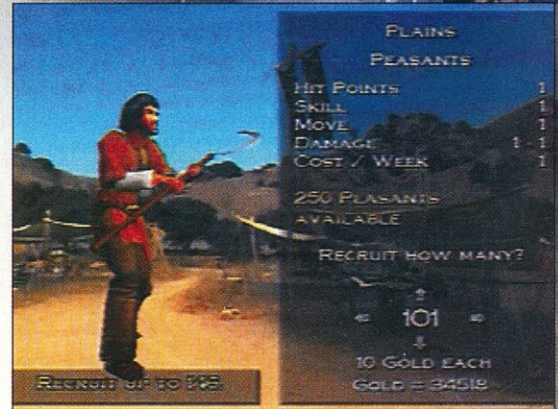 PLAINS
PEASANTS
HIT POINTS 1
SKILL 1
MOVE 1
DAMAGE 1 - 1
COST / WEEK 1
250 PEASANTS
AVAILABLE
RECRUIT HOW MANY?
101
10 GOLD EACH
GOLD = 34518
RECRUIT UP TO